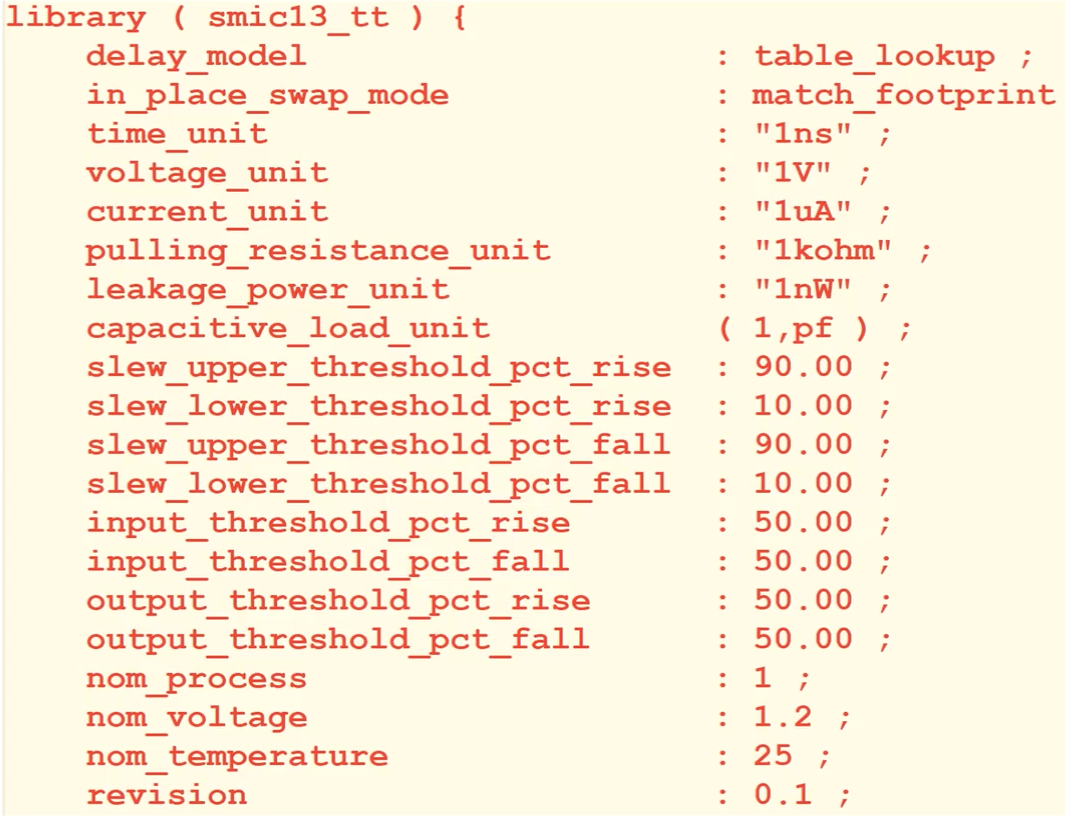 library ( smic13_tt ) {
delay_model : table_lookup ;
in_place_swap_mode : match_footprint
time_unit : "1ns" ;
voltage_unit : "1V" ;
current_unit : "1uA" ;
pulling_resistance_unit : "1kohm" ;
leakage_power_unit : "1nW" ;
capacitive_load_unit ( 1,pf ) ;
slew_upper_threshold_pct_rise : 90.00 ;
slew_lower_threshold_pct_rise : 10.00 ;
slew_upper_threshold_pct_fall : 90.00 ;
slew_lower_threshold_pct_fall : 10.00 ;
input_threshold_pct_rise : 50.00 ;
input_threshold_pct_fall : 50.00 ;
output_threshold_pct_rise : 50.00 ;
output_threshold_pct_fall : 50.00 ;
nom_process : 1 ;
nom_voltage : 1.2 ;
nom_temperature : 25 ;
revision : 0.1 ;